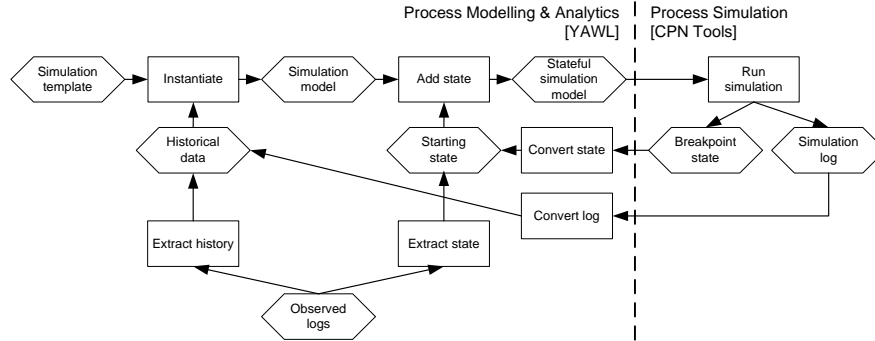 Process Modelling & Analytics
[YAWL]
Process Simulation
[CPN Tools]
Simulation
template
Instantiate
Simulation
model
Add state
Stateful
simulation
model
Run
simulation
Historical
data
Starting
state
Convert state
Breakpoint
state
Simulation
log
Convert log
Extract history
Extract state
Observed
logs